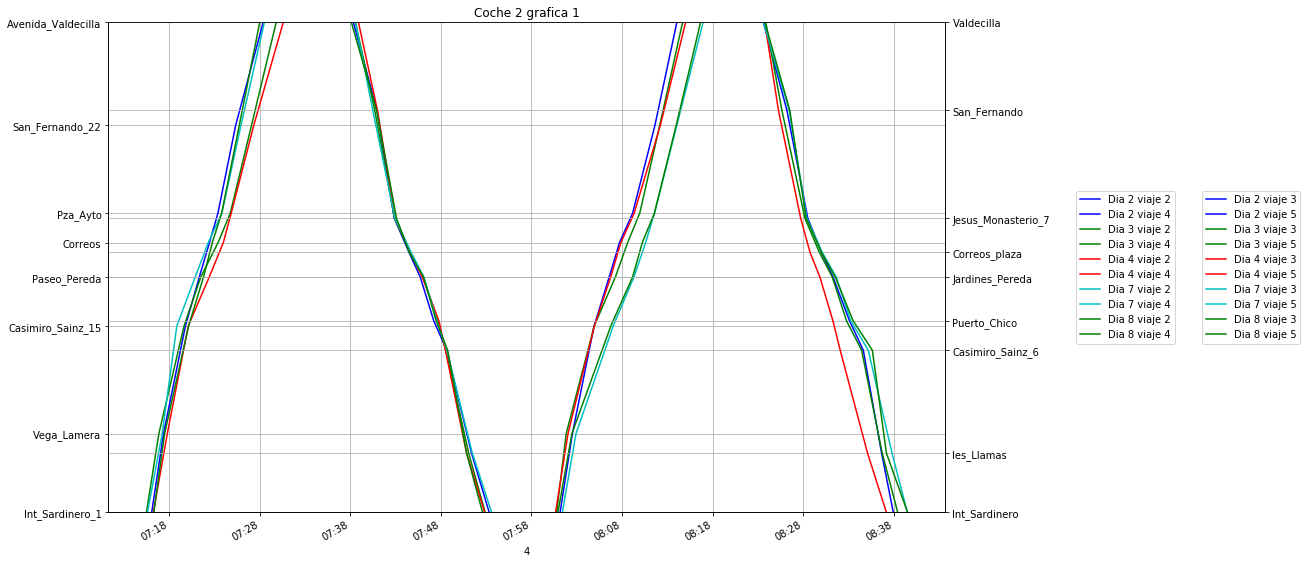 Coche 2 grafica 1
Avenida_Valdecilla
San_Fernando_22
Pza_Ayto
Correos
Paseo_Pereda
Casimiro_Sainz_15
Vega_Lamera
Int_Sardinero_1
Valdecilla
San_Fernando
Jesus_Monasterio_7
Correos_plaza
Jardines_Pereda
Puerto_Chico
Casimiro_Sainz_6
Ies_Llamas
Int_Sardinero
07:18
07:28
07:38
07:48
07:58
08:08
08:18
08:28
08:38
4
Dia 2 viaje 2
Dia 2 viaje 4
Dia 3 viaje 2
Dia 3 viaje 4
Dia 4 viaje 2
Dia 4 viaje 4
Dia 7 viaje 2
Dia 7 viaje 4
Dia 8 viaje 2
Dia 8 viaje 4
Dia 2 viaje 3
Dia 2 viaje 5
Dia 3 viaje 3
Dia 3 viaje 5
Dia 4 viaje 3
Dia 4 viaje 5
Dia 7 viaje 3
Dia 7 viaje 5
Dia 8 viaje 3
Dia 8 viaje 5